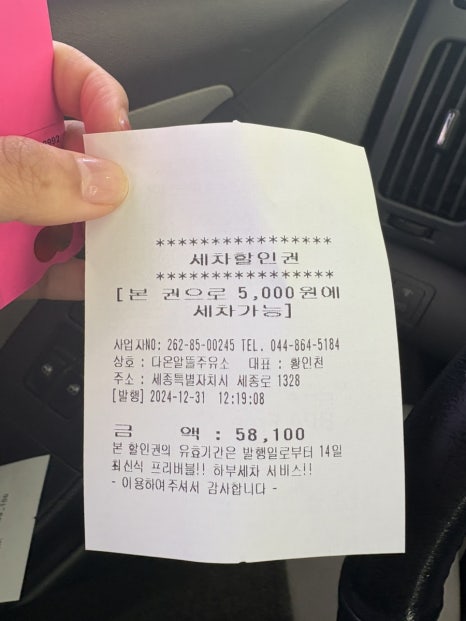 ****************
세차할인권
****************
[본 권으로 5,000원에
세차가능]
사업자NO: 262-85-00245 TEL. 044-864-5184
상호 : 다온알뜰주유소 대표 : 황인천
주소 : 세종특별자치시 세종로 1328
[발행] 2024-12-31 12:19:08
금 액 : 58,100
본 할인권의 유효기간은 발행일로부터 14일
최신식 프리버블!! 하부세차 서비스!!
- 이용하여주셔서 감사합니다 -